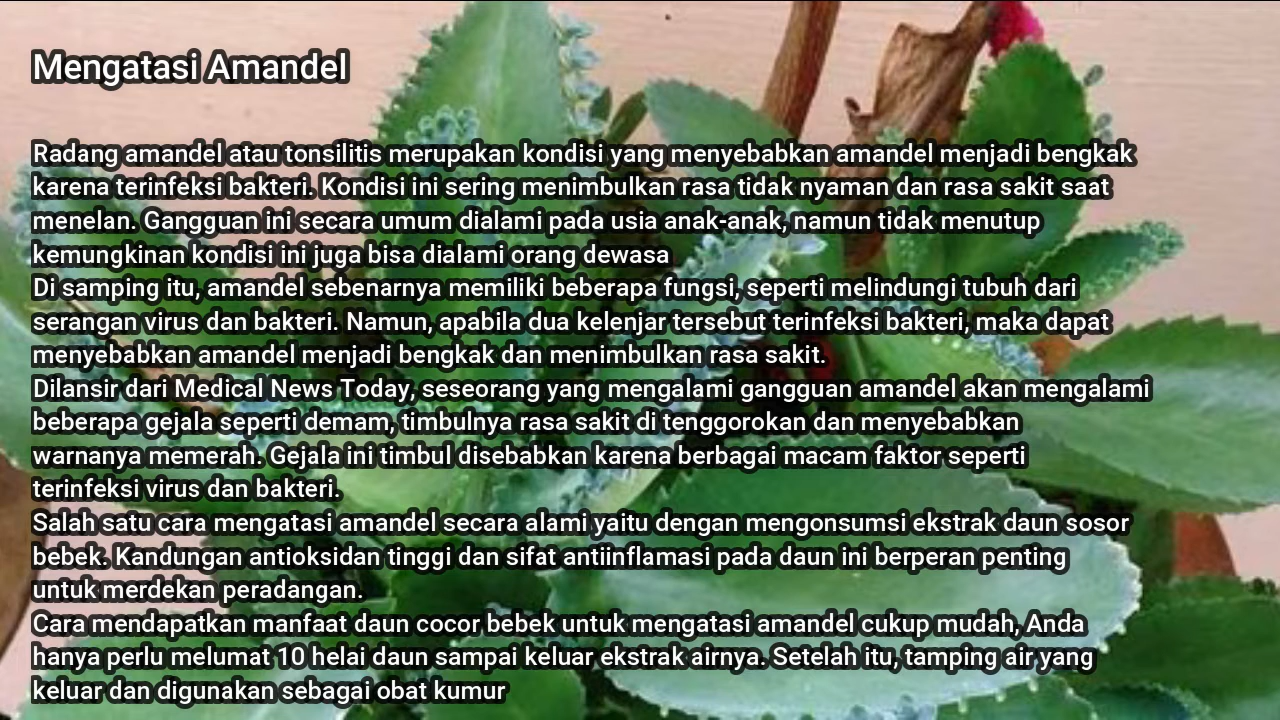 Mengatasi Amandel
Radang amandel atau tonsilitis merupakan kondisi yang menyebabkan amandel menjadi bengkak
karena terinfeksi bakteri. Kondisi ini sering menimbulkan rasa tidak nyaman dan rasa sakit saat
menelan. Gangguan ini secara umum dialami pada usia anak-anak, namun tidak menutup
kemungkinan kondisi ini juga bisa dialami orang dewasa
Di samping itu, amandel sebenarnya memiliki beberapa fungsi, seperti melindungi tubuh dari
serangan virus dan bakteri. Namun, apabila dua kelenjar tersebut terinfeksi bakteri, maka dapat
menyebabkan amandel menjadi bengkak dan menimbulkan rasa sakit.
Dilansir dari Medical News Today, seseorang yang mengalami gangguan amandel akan mengalami
beberapa gejala seperti demam, timbulnya rasa sakit di tenggorokan dan menyebabkan
warnanya memerah. Gejala ini timbul disebabkan karena berbagai macam faktor seperti
terinfeksi virus dan bakteri.
Salah satu cara mengatasi amandel secara alami yaitu dengan mengonsumsi ekstrak daun sosor
bebek. Kandungan antioksidan tinggi dan sifat antiinflamasi pada daun ini berperan penting
untuk merdekan peradangan.
Cara mendapatkan manfaat daun cocor bebek untuk mengatasi amandel cukup mudah, Anda
hanya perlu melumat 10 helai daun sampai keluar ekstrak airnya. Setelah itu, tamping air yang
keluar dan digunakan sebagai obat kumur